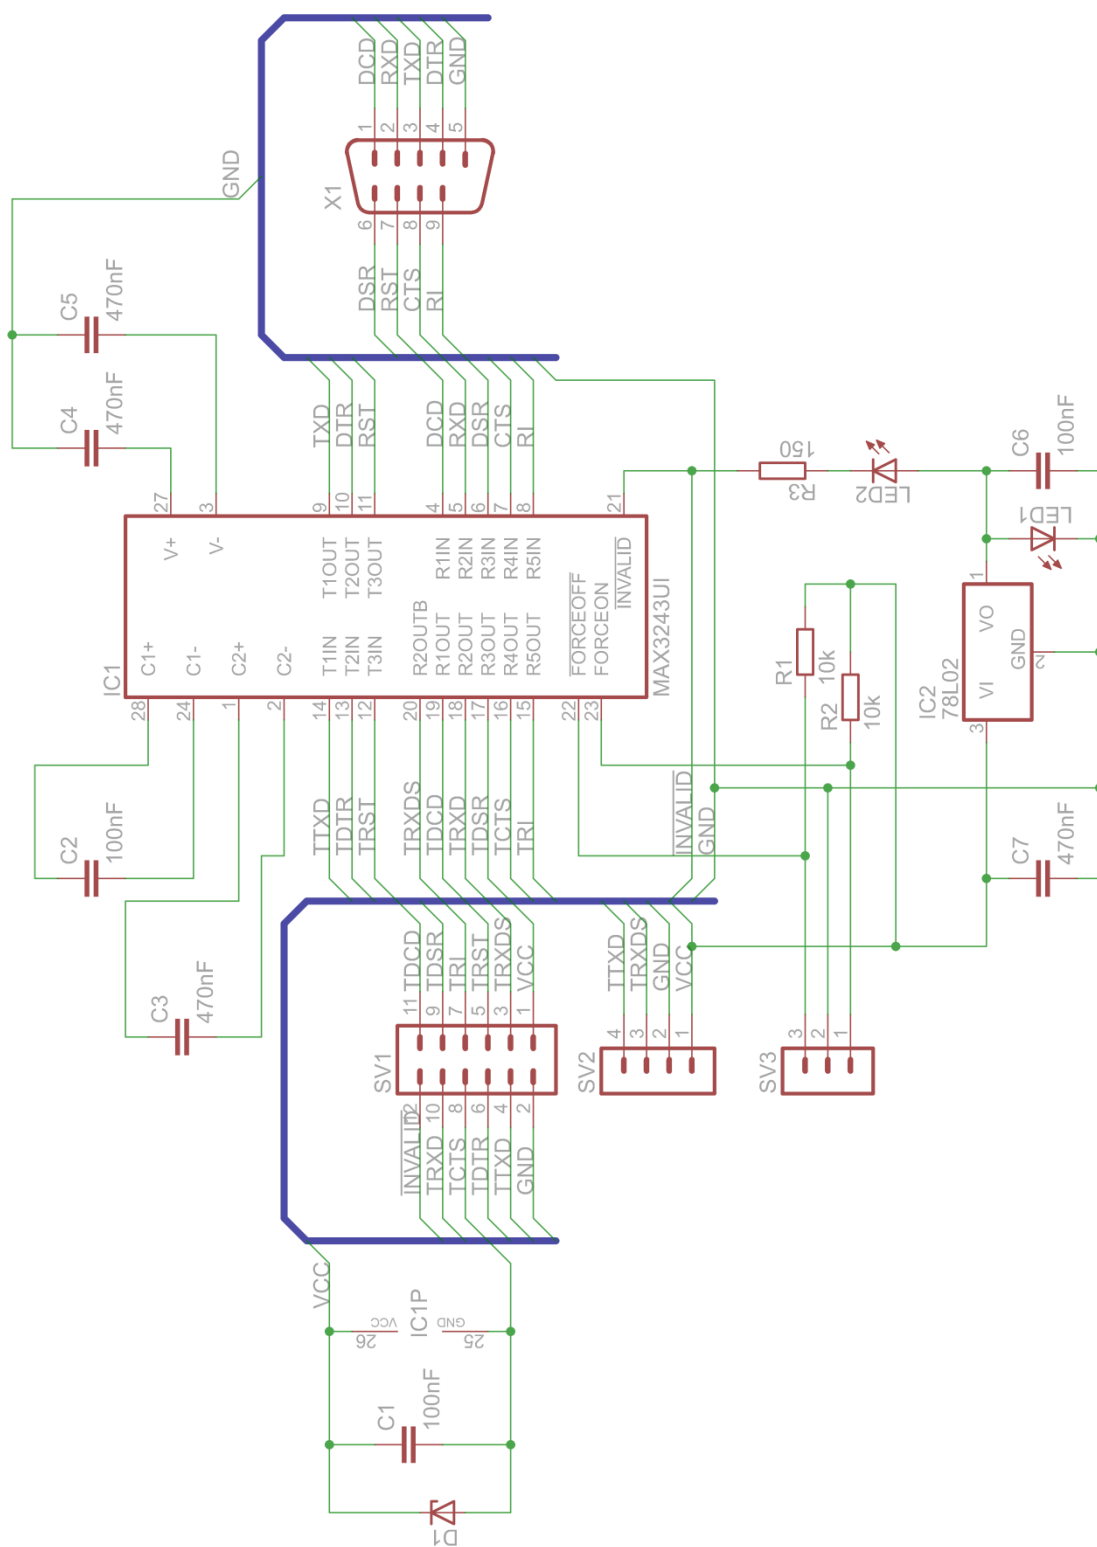 GND
DCD
RXD
TXD
DTR
GND
1
2
3
4
5
X1
6
7
8
9
DSR
RST
CTS
RI
C5
470nF
C4
470nF
TXD
DTR
RST
DCD
RXD
DSR
CTS
RI
27
3
9
10
11
4
5
6
7
8
21
V+
V-
T1OUT
T2OUT
T3OUT
R1IN
R2IN
R3IN
R4IN
R5IN
INVALID
IC1
C1+
C1-
C2+
C2-
T1IN
T2IN
T3IN
R2OUTB
R1OUT
R2OUT
R3OUT
R4OUT
R5OUT
FORCEOFF
FORCEON
MAX3243UI
28
24
1
2
14
13
12
20
19
18
17
16
15
22
23
C2
100nF
C3
470nF
TTXD
TDTR
TRST
TRXDS
TDCD
TRXD
TDSR
TCTS
TRI
INVALID
GND
R3
150
LED2
C6
100nF
LED1
R1
10k
R2
10k
IC2
78L02
VI
VO
GND
1
2
3
C7
470nF
TDCD
TDSR
TRI
TRST
TRXDS
VCC
11
9
7
5
3
1
SV1
12
10
8
6
4
2
INVALID
TRXD
TCTS
TDTR
TTXD
GND
TTXD
TRXDS
GND
VCC
4
3
2
1
SV2
3
2
1
SV3
VCC
26
VCC
IC1P
GND
25
C1
100nF
D1